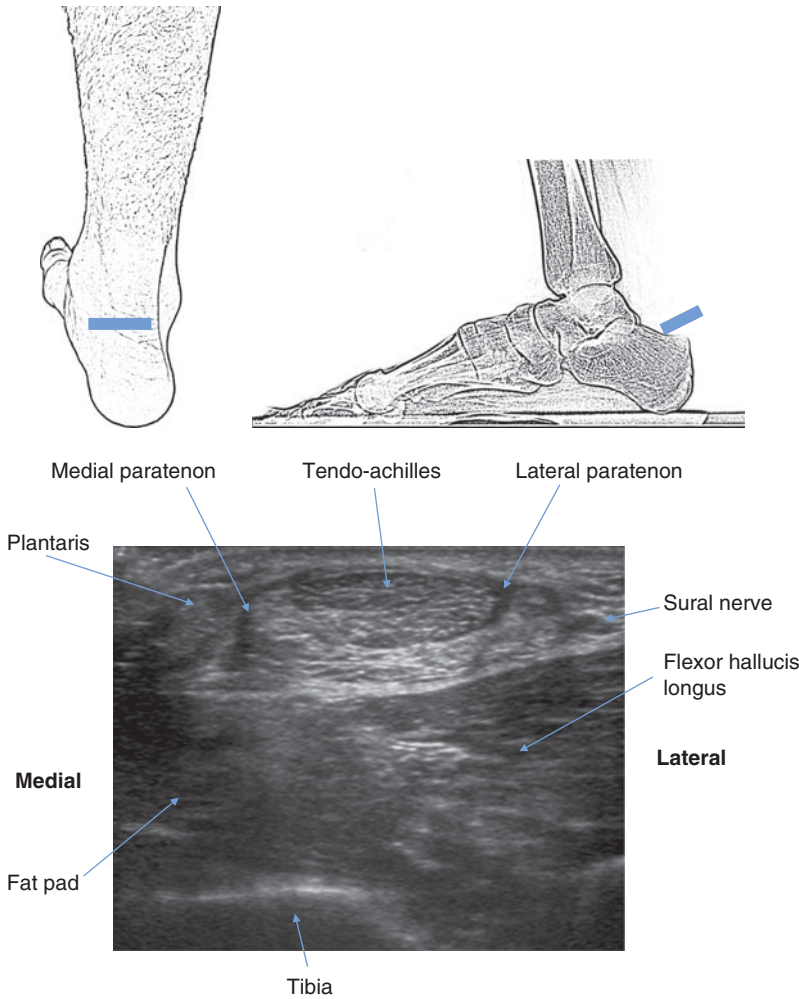 Medial paratenon
Tendo-achilles
Lateral paratenon
Plantaris
Sural nerve
Flexor hallucis
longus
Medial
Lateral
Fat pad
Tibia